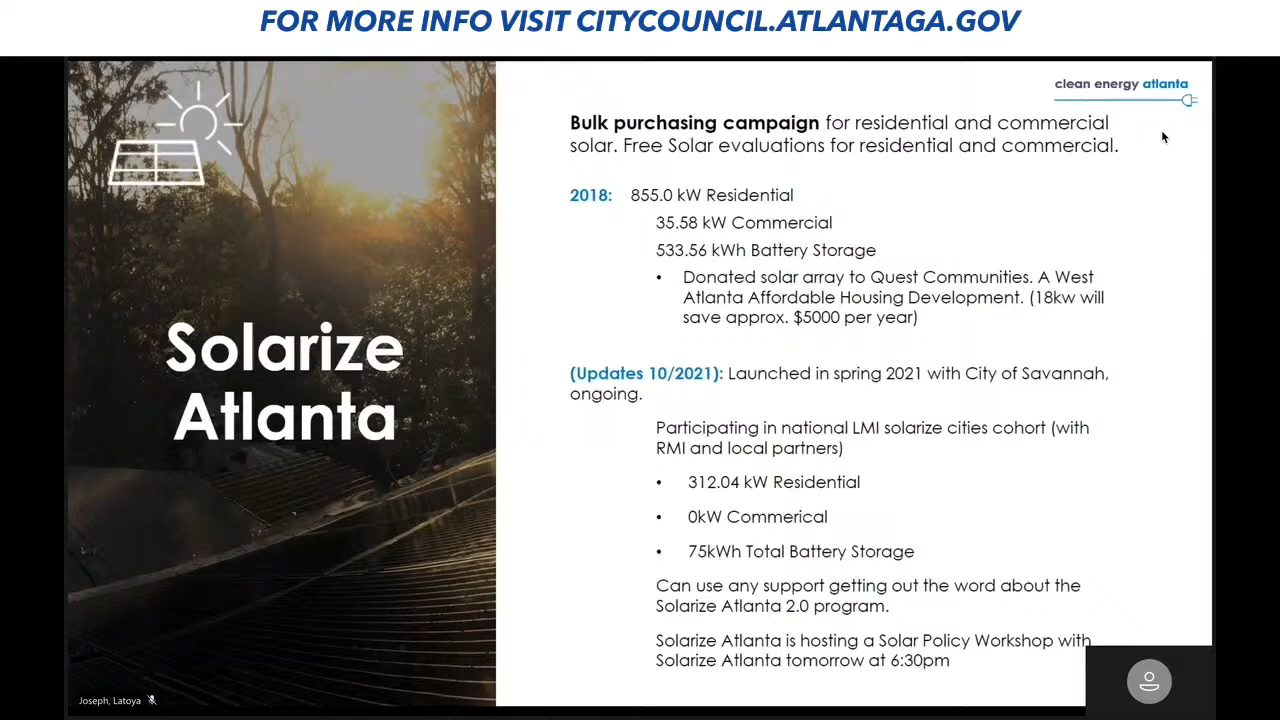 FOR MORE INFO VISIT CITYCOUNCIL.ATLANTAGA.GOV
clean energy atlanta
Bulk purchasing campaign for residential and commercial
solar. Free Solar evaluations for residential and commercial.
2018: 855.0 kW Residential
35.58 kW Commercial
533.56 kWh Battery Storage
• Donated solar array to Quest Communities. A West
Atlanta Affordable Housing Development. (18kw will
save approx. $5000 per year)
Solarize
Atlanta
(Updates 10/2021): Launched in spring 2021 with City of Savannah,
ongoing.
Participating in national LMI solarize cities cohort (with
RMI and local partners)
• 312.04 kW Residential
• 0kW Commerical
• 75kWh Total Battery Storage
Can use any support getting out the word about the
Solarize Atlanta 2.0 program.
Solarize Atlanta is hosting a Solar Policy Workshop with
Solarize Atlanta tomorrow at 6:30pm
Joseph, Latoya